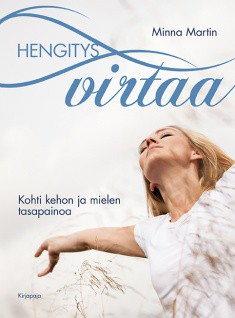 Minna Martin
HENGITYS
virtaa
Kohti kehon ja mielen
tasapainoa
Kirjapaja